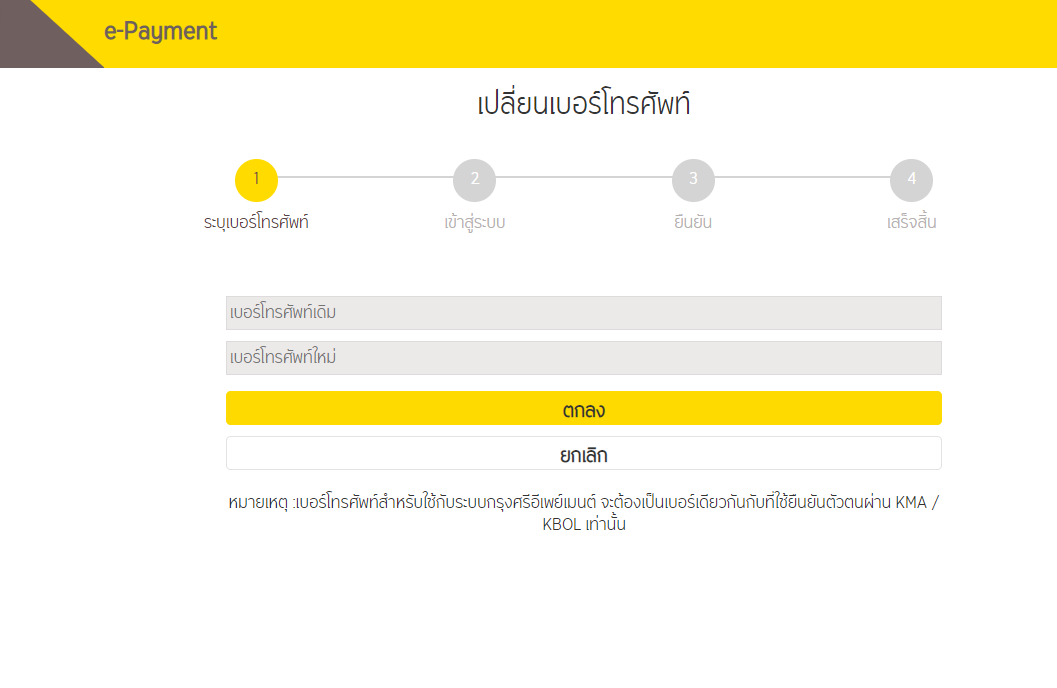 e-Payment
เปลี่ยนเบอร์โทรศัพท์
1 2 3 4
ระบุเบอร์โทรศัพท์ เข้าสู่ระบบ ยืนยัน เสร็จสิ้น
เบอร์โทรศัพท์เดิม
เบอร์โทรศัพท์ใหม่
ตกลง
ยกเลิก
หมายเหตุ :เบอร์โทรศัพท์สำหรับใช้กับระบบกรุงศรีอีเพย์เมนต์ จะต้องเป็นเบอร์เดียวกันกับที่ใช้ยืนยันตัวตนผ่าน KMA /
KBOL เท่านั้น